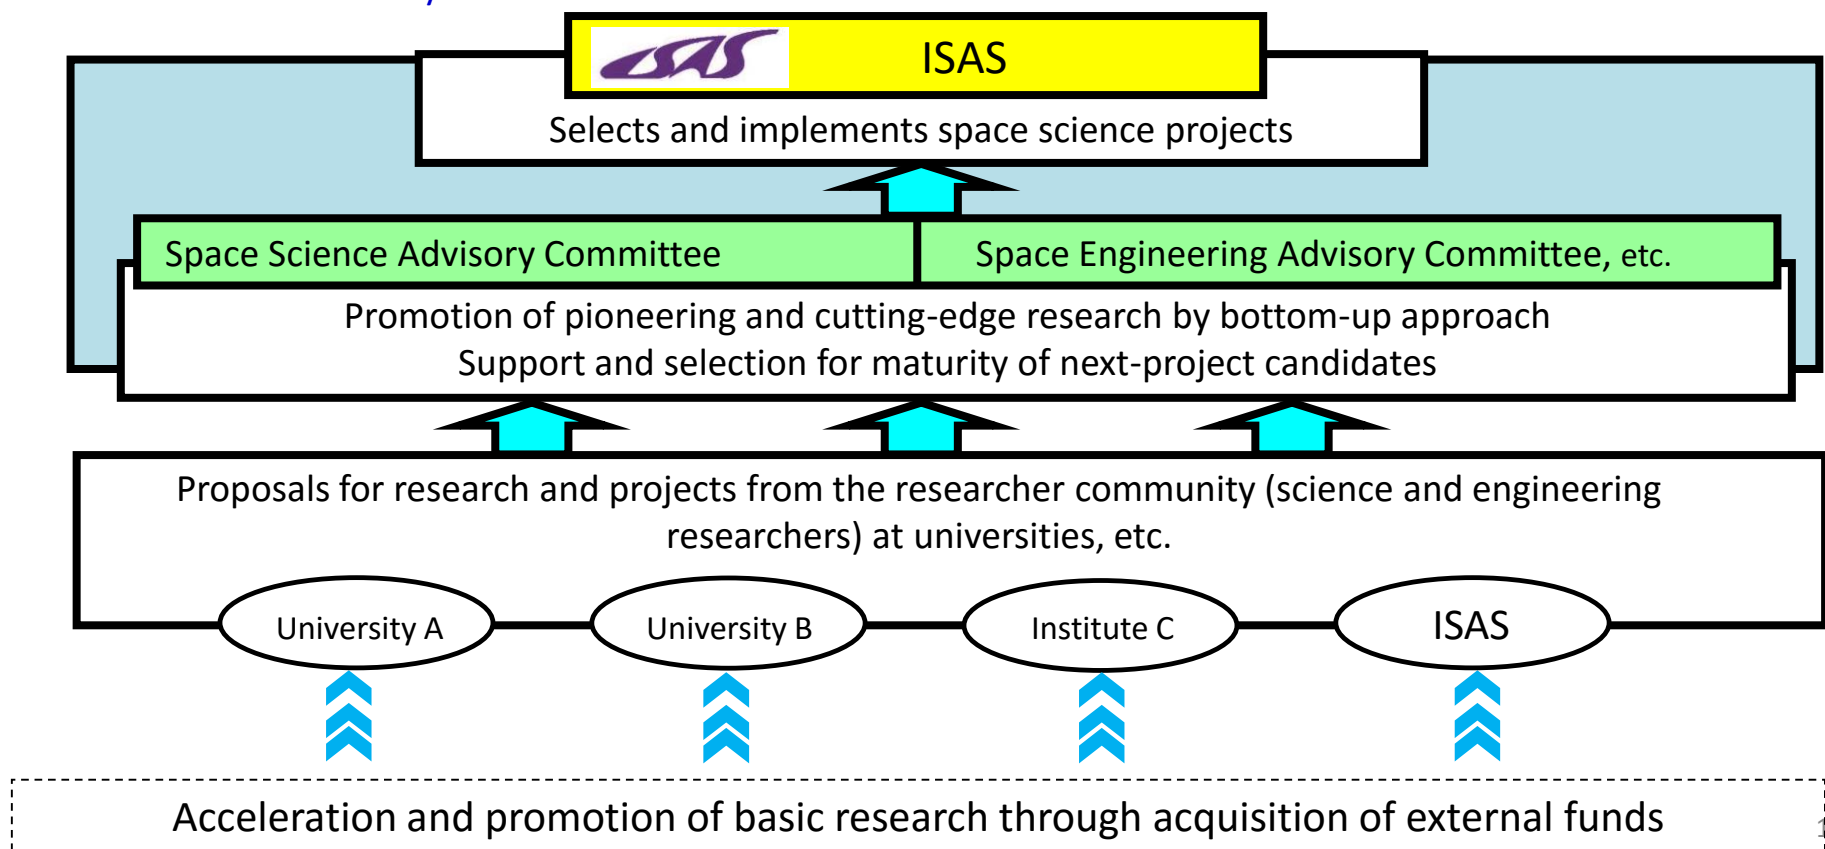 ISAS ISAS
Selects and implements space science projects
Space Science Advisory Committee
Space Engineering Advisory Committee, etc.
Promotion of pioneering and cutting-edge research by bottom-up approach
Support and selection for maturity of next-project candidates
Proposals for research and projects from the researcher community (science and engineering
researchers) at universities, etc.
University A
University B
Institute C
ISAS
Acceleration and promotion of basic research through acquisition of external funds